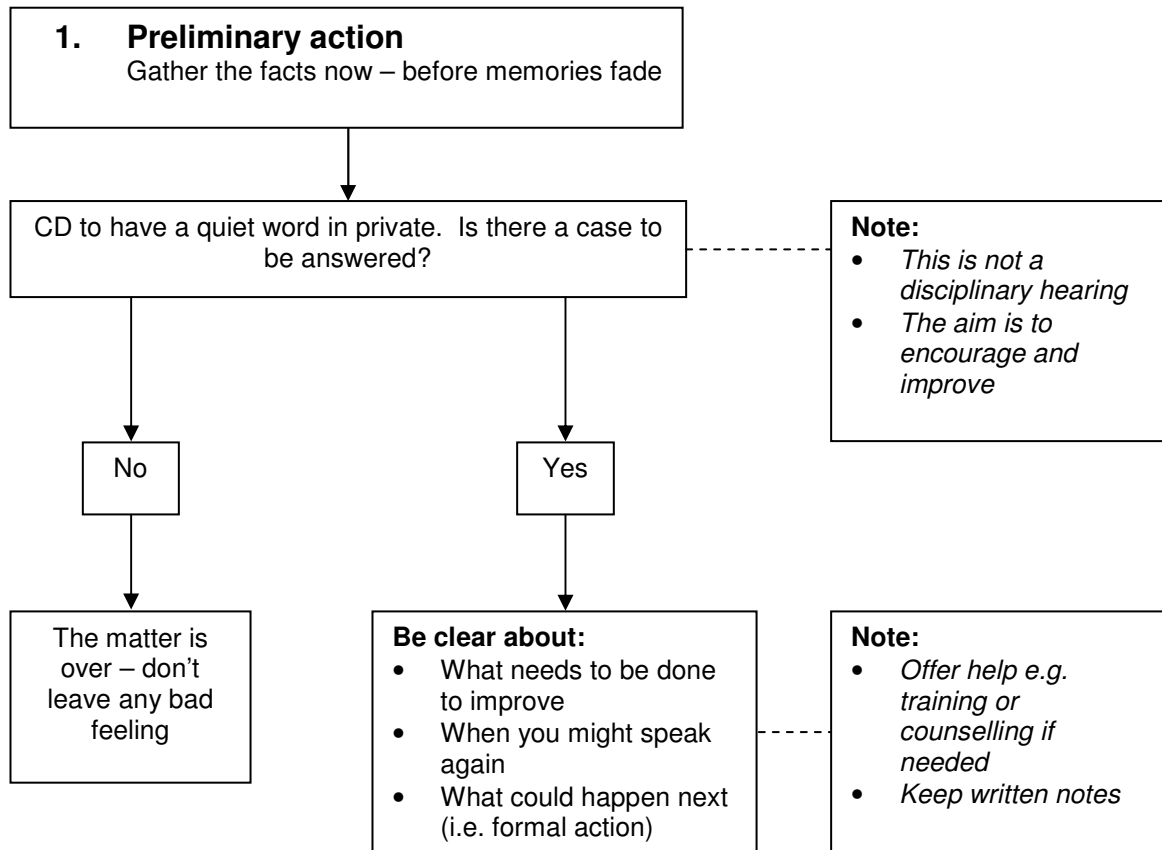 1. Preliminary action
Gather the facts now – before memories fade
CD to have a quiet word in private.  Is there a case to
be answered?
Note:
• This is not a
disciplinary hearing
• The aim is to
encourage and
improve
No
Yes
The matter is
over – don’t
leave any bad
feeling
Be clear about:
• What needs to be done
to improve
• When you might speak
again
• What could happen next
(i.e. formal action)
Note:
• Offer help e.g.
training or
counselling if
needed
• Keep written notes